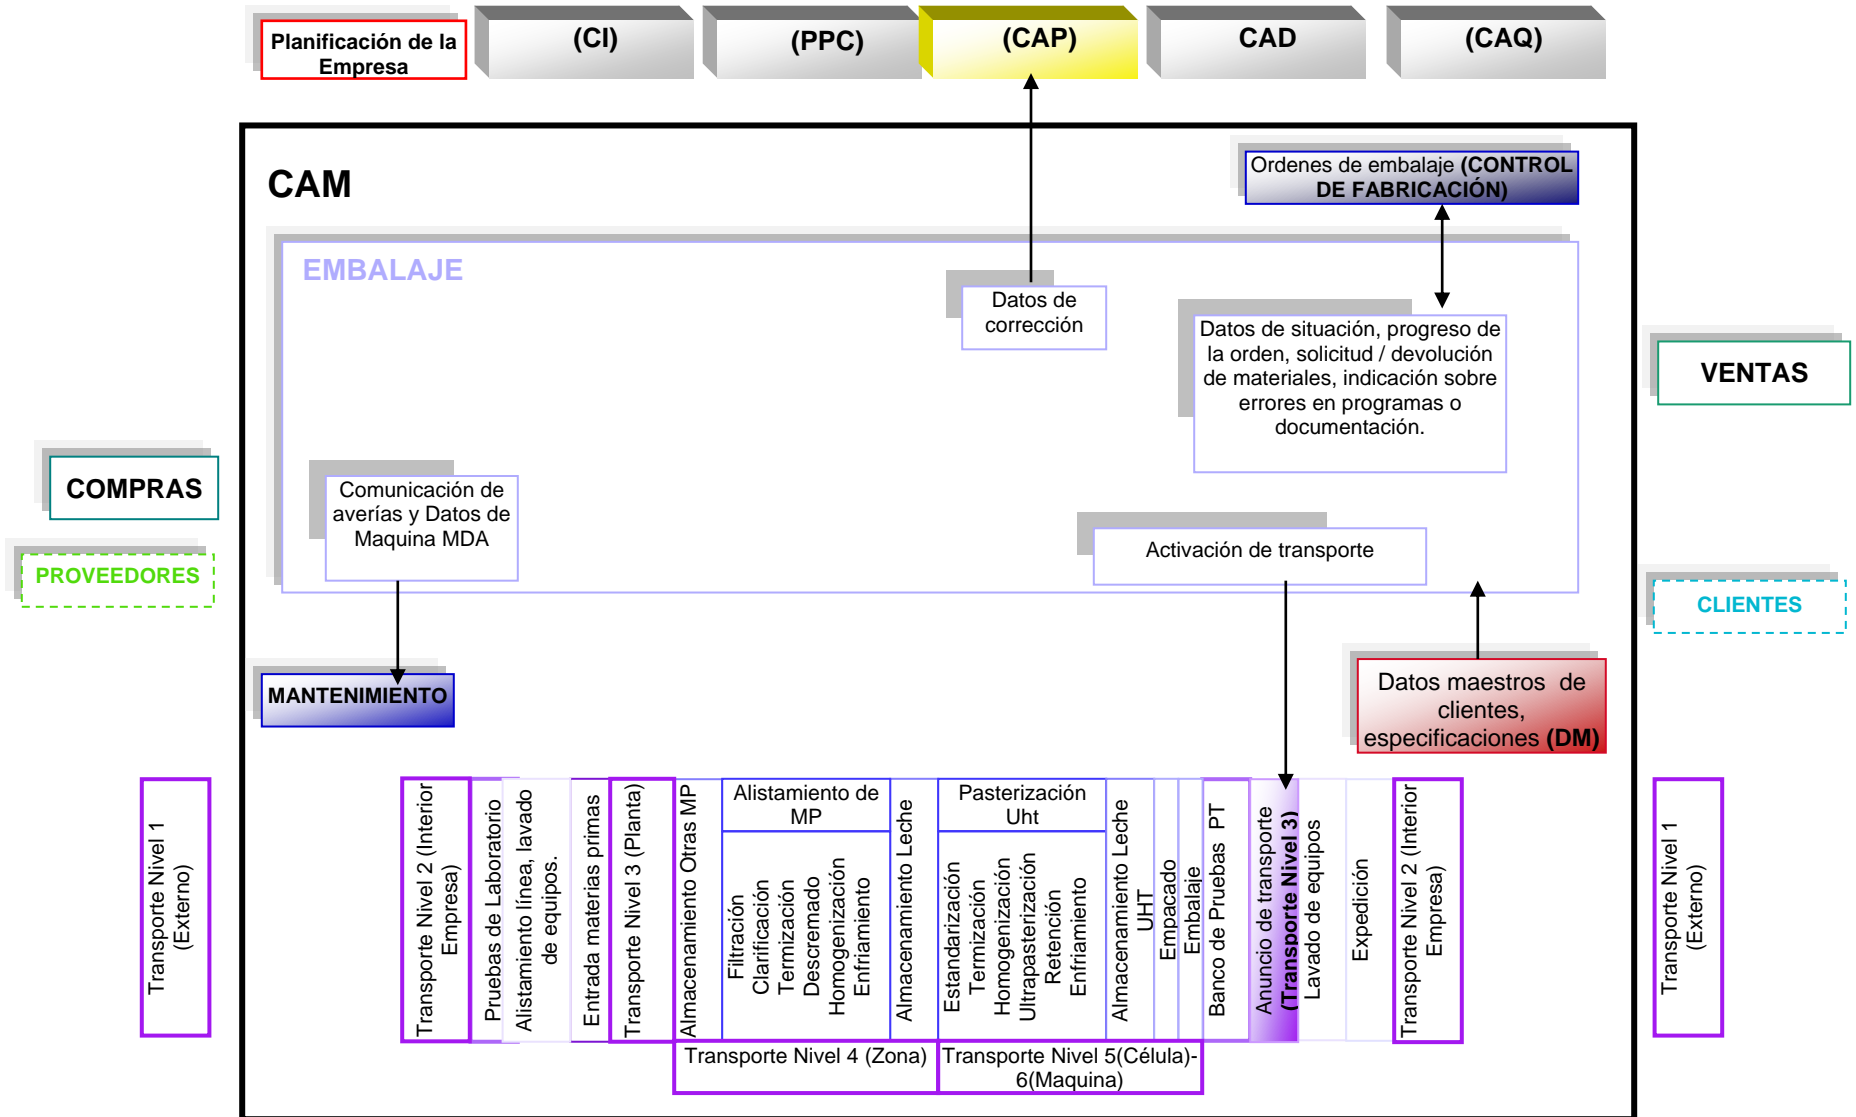 Planificación de la
Empresa
(CI)
(PPC)
(CAP)
CAD
(CAQ)
CAM
Ordenes de embalaje (CONTROL
DE FABRICACIÓN)
EMBALAJE
Datos de
corrección
Datos de situación, progreso de
la orden, solicitud / devolución
de materiales, indicación sobre
errores en programas o
documentación.
VENTAS
COMPRAS
Comunicación de
averías y Datos de
Maquina MDA
Activación de transporte
PROVEEDORES
CLIENTES
MANTENIMIENTO
Datos maestros de
clientes,
especificaciones (DM)
Transporte Nivel 1
(Externo)
Transporte Nivel 2 (Interior
Empresa)
Pruebas de Laboratorio
Alistamiento línea, lavado
de equipos.
Entrada materias primas
Transporte Nivel 3 (Planta)
Almacenamiento Otras MP
Alistamiento de
MP
Filtración
Clarificación
Termización
Descremado
Homogenización
Enfriamiento
Almacenamiento Leche
Pasterización
Uht
Estandarización
Termización
Homogenización
Ultrapasterización
Retención
Enfriamiento
Almacenamiento Leche
UHT
Empacado
Embalaje
Banco de Pruebas PT
Anuncio de transporte
(Transporte Nivel 3)
Lavado de equipos
Expedición
Transporte Nivel 2 (Interior
Empresa)
Transporte Nivel 1
(Externo)
Transporte Nivel 4 (Zona)
Transporte Nivel 5(Célula)-
6(Maquina)